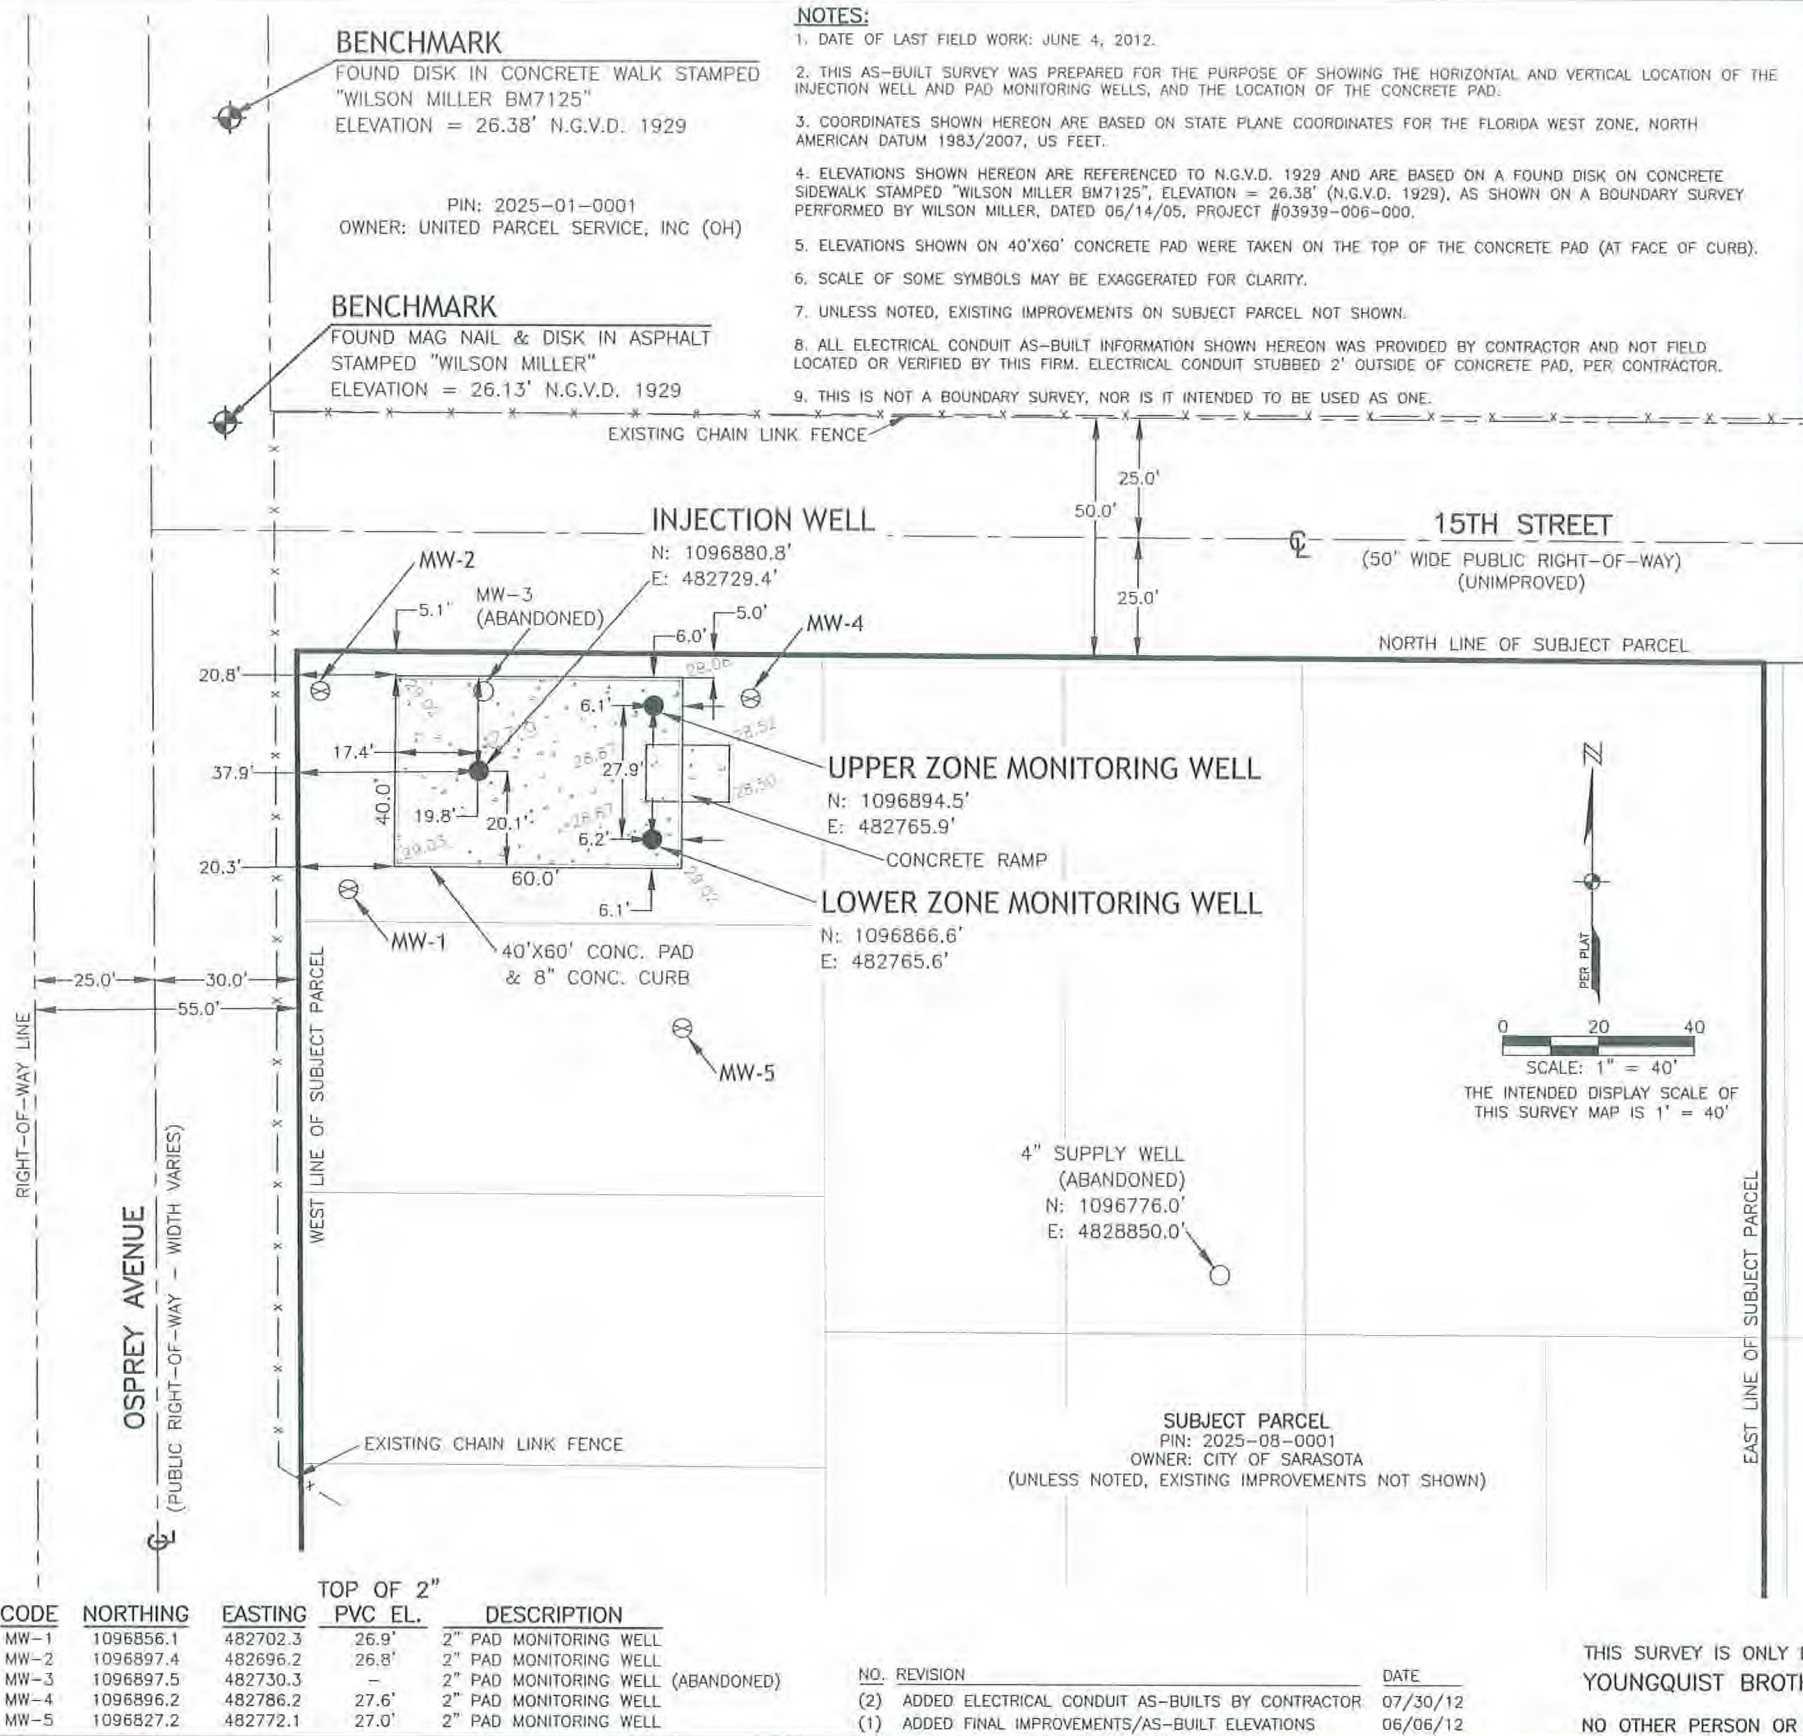 BENCHMARK
FOUND DISK IN CONCRETE WALK STAMPED
"WILSON MILLER BM7125"
ELEVATION = 26.38' N.G.V.D. 1929
PIN: 2025-01-0001
OWNER: UNITED PARCEL SERVICE, INC (OH)
BENCHMARK
FOUND MAG NAIL & DISK IN ASPHALT
STAMPED "WILSON MILLER"
ELEVATION = 26.13' N.G.V.D. 1929
NOTES:
1. DATE OF LAST FIELD WORK: JUNE 4, 2012.
2. THIS AS-BUILT SURVEY WAS PREPARED FOR THE PURPOSE OF SHOWING THE HORIZONTAL AND VERTICAL LOCATION OF THE
INJECTION WELL AND PAD MONITORING WELLS, AND THE LOCATION OF THE CONCRETE PAD.
3. COORDINATES SHOWN HEREON ARE BASED ON STATE PLANE COORDINATES FOR THE FLORIDA WEST ZONE, NORTH
AMERICAN DATUM 1983/2007, US FEET.
4. ELEVATIONS SHOWN HEREON ARE REFERENCED TO N.G.V.D. 1929 AND ARE BASED ON A FOUND DISK ON CONCRETE
SIDEWALK STAMPED "WILSON MILLER BM7125", ELEVATION = 26.38' (N.G.V.D. 1929), AS SHOWN ON A BOUNDARY SURVEY
PERFORMED BY WILSON MILLER, DATED 06/14/05, PROJECT #03939-006-000.
5. ELEVATIONS SHOWN ON 40'X60' CONCRETE PAD WERE TAKEN ON THE TOP OF THE CONCRETE PAD (AT FACE OF CURB).
6. SCALE OF SOME SYMBOLS MAY BE EXAGGERATED FOR CLARITY.
7. UNLESS NOTED, EXISTING IMPROVEMENTS ON SUBJECT PARCEL NOT SHOWN.
8. ALL ELECTRICAL CONDUIT AS-BUILT INFORMATION SHOWN HEREON WAS PROVIDED BY CONTRACTOR AND NOT FIELD
LOCATED OR VERIFIED BY THIS FIRM. ELECTRICAL CONDUIT STUBBED 2' OUTSIDE OF CONCRETE PAD, PER CONTRACTOR.
9. THIS IS NOT A BOUNDARY SURVEY, NOR IS IT INTENDED TO BE USED AS ONE.
EXISTING CHAIN LINK FENCE
25.0'
50.0'
25.0'
15TH STREET
(50' WIDE PUBLIC RIGHT-OF-WAY)
(UNIMPROVED)
NORTH LINE OF SUBJECT PARCEL
INJECTION WELL
N: 1096880.8'
E: 482729.4'
MW-2
MW-3
(ABANDONED)
5.1'
5.0'
6.0'
MW-4
20.8'
28.06
29.02
6.1'
28.52
17.4'
28.67
27.9'
37.9'
40.0'
28.50
19.8'
20.1'
28.67
6.2'
29.03
20.3'
60.0'
29.02
6.1'
UPPER ZONE MONITORING WELL
N: 1096894.5'
E: 482765.9'
CONCRETE RAMP
LOWER ZONE MONITORING WELL
N: 1096866.6'
E: 482765.6'
MW-1
40'X60' CONC. PAD
& 8" CONC. CURB
25.0'
30.0'
55.0'
MW-5
RIGHT-OF-WAY LINE
OSPREY AVENUE
(PUBLIC RIGHT-OF-WAY - WIDTH VARIES)
WEST LINE OF SUBJECT PARCEL
N
PER PLAT
0 20 40
SCALE: 1" = 40'
THE INTENDED DISPLAY SCALE OF
THIS SURVEY MAP IS 1' = 40'
4" SUPPLY WELL
(ABANDONED)
N: 1096776.0'
E: 4828850.0'
EAST LINE OF SUBJECT PARCEL
EXISTING CHAIN LINK FENCE
SUBJECT PARCEL
PIN: 2025-08-0001
OWNER: CITY OF SARASOTA
(UNLESS NOTED, EXISTING IMPROVEMENTS NOT SHOWN)
TOP OF 2"
CODE NORTHING EASTING PVC EL. DESCRIPTION
MW-1 1096856.1 482702.3 26.9' 2" PAD MONITORING WELL
MW-2 1096897.4 482696.2 26.8' 2" PAD MONITORING WELL
MW-3 1096897.5 482730.3 - 2" PAD MONITORING WELL (ABANDONED)
MW-4 1096896.2 482786.2 27.6' 2" PAD MONITORING WELL
MW-5 1096827.2 482772.1 27.0' 2" PAD MONITORING WELL
NO. REVISION DATE
(2) ADDED ELECTRICAL CONDUIT AS-BUILTS BY CONTRACTOR 07/30/12
(1) ADDED FINAL IMPROVEMENTS/AS-BUILT ELEVATIONS 06/06/12
THIS SURVEY IS ONLY
YOUNGQUIST
NO OTHER PERSON OR